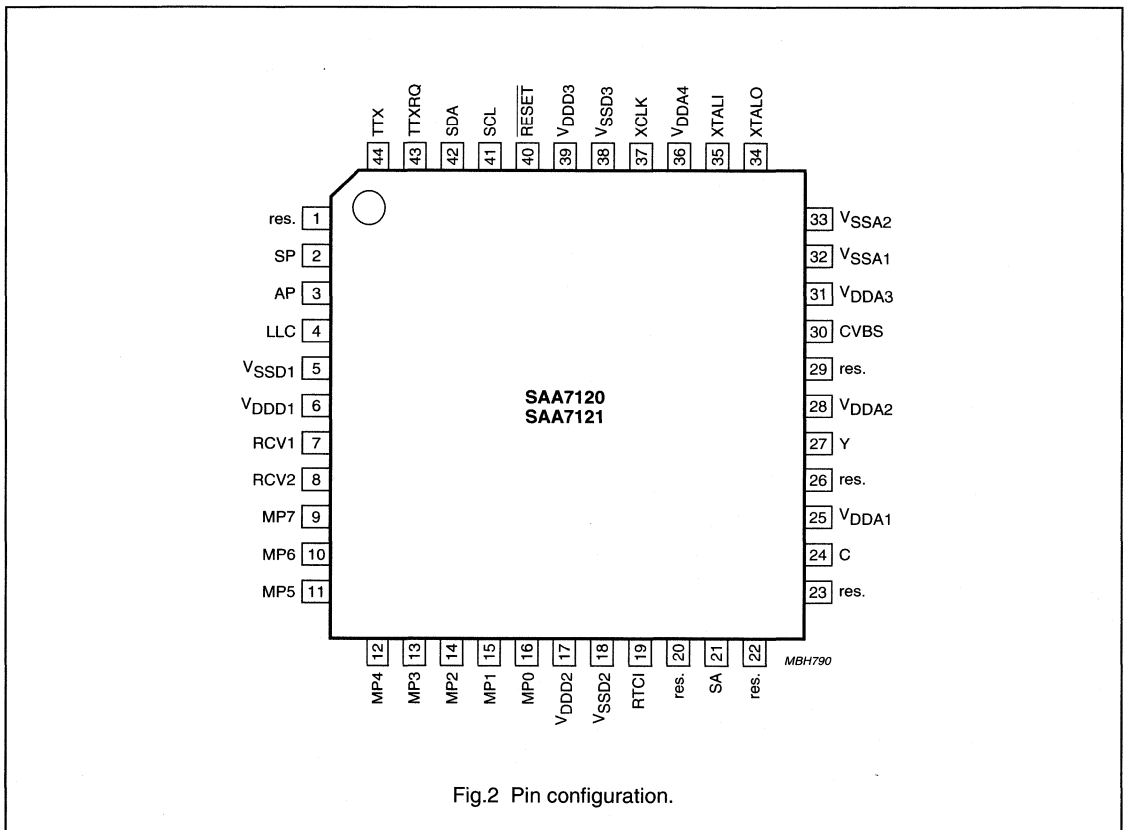 44 TTX
43 TTXRQ
42 SDA
41 SCL
40 RESET
39 VDDD3
38 VSSD3
37 XCLK
36 VDDA4
35 XTALI
34 XTALO
res. 1
SP 2
AP 3
LLC 4
VSSD1 5
VDDD1 6
RCV1 7
RCV2 8
MP7 9
MP6 10
MP5 11
SAA7120
SAA7121
33 VSSA2
32 VSSA1
31 VDDA3
30 CVBS
29 res.
28 VDDA2
27 Y
26 res.
25 VDDA1
24 C
23 res.
MP4 12
MP3 13
MP2 14
MP1 15
MP0 16
VDDD2 17
VSSD2 18
RTCI 19
res. 20
SA 21
res. 22
MBH790
Fig.2 Pin configuration.